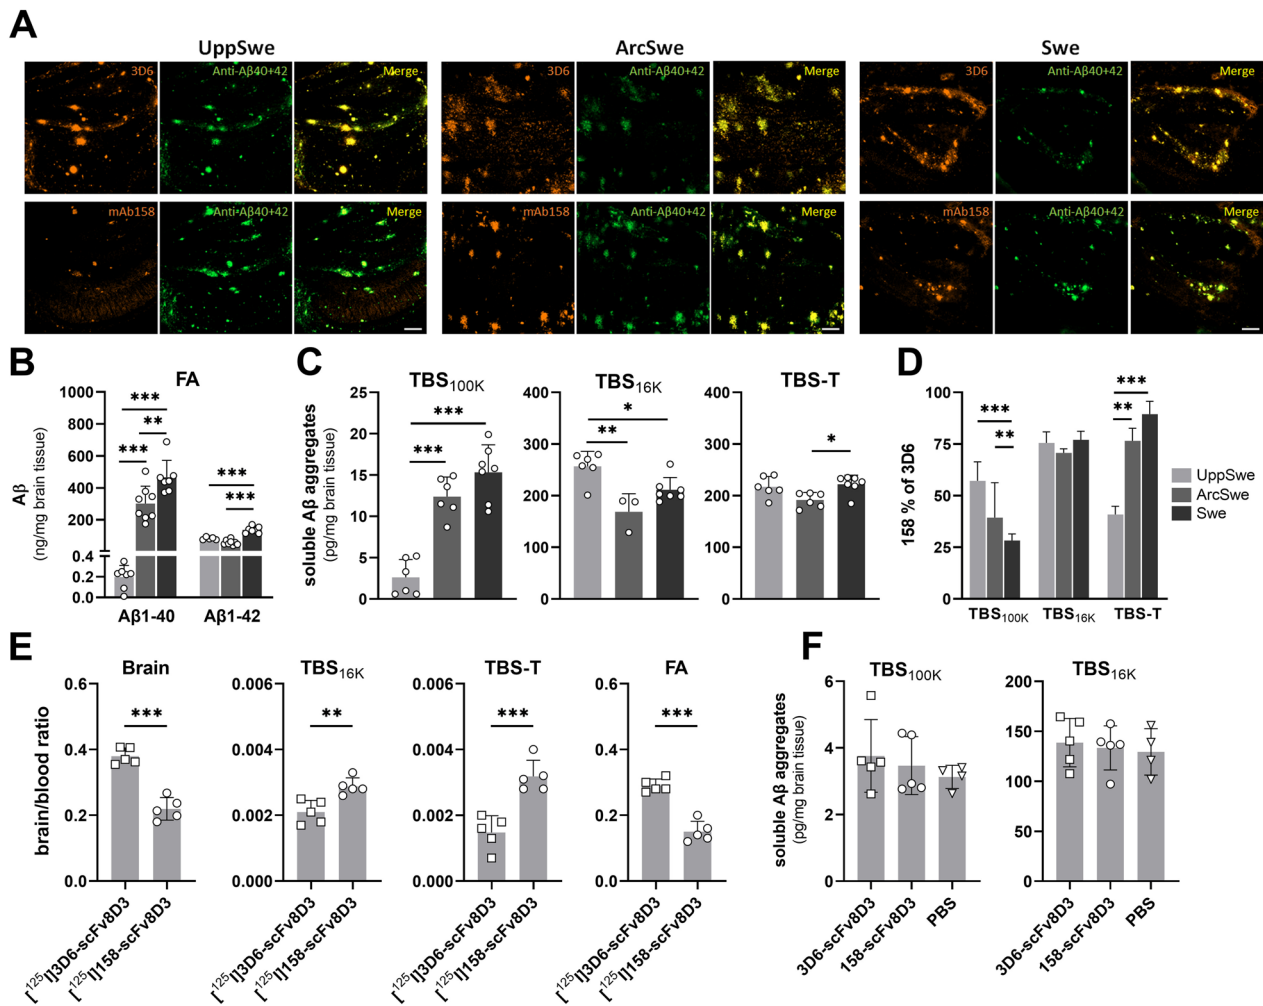 A
UppSwe
ArcSwe
Swe
3D6
Anti-Aβ40+42
Merge
3D6
Anti-Aβ40+42
Merge
3D6
Anti-Aβ40+42
Merge
mAb158
Anti-Aβ40+42
Merge
mAb158
Anti-Aβ40+42
Merge
mAb158
Anti-Aβ40+42
Merge
B
FA
Aβ
(ng/mg brain tissue)
1000
800
600
400
200
0.4
0.2
0.0
***
**
***
***
***
Aβ1-40
Aβ1-42
C
soluble Aβ aggregates
(pg/mg brain tissue)
TBS100K
25
20
15
10
5
0
***
***
TBS16K
400
300
200
100
0
*
**
TBS-T
400
300
200
100
0
*
D
158 % of 3D6
100
75
50
25
0
***
**
***
**
TBS100K
TBS16K
TBS-T
UppSwe
ArcSwe
Swe
E
brain/blood ratio
Brain
0.6
0.4
0.2
0.0
***
[125I]3D6-scFv8D3
[125I]158-scFv8D3
TBS16K
0.006
0.004
0.002
0.000
**
[125I]3D6-scFv8D3
[125I]158-scFv8D3
TBS-T
0.006
0.004
0.002
0.000
***
[125I]3D6-scFv8D3
[125I]158-scFv8D3
FA
0.6
0.4
0.2
0.0
***
[125I]3D6-scFv8D3
[125I]158-scFv8D3
F
soluble Aβ aggregates
(pg/mg brain tissue)
TBS100K
6
4
2
0
3D6-scFv8D3
158-scFv8D3
PBS
TBS16K
200
150
100
50
0
3D6-scFv8D3
158-scFv8D3
PBS